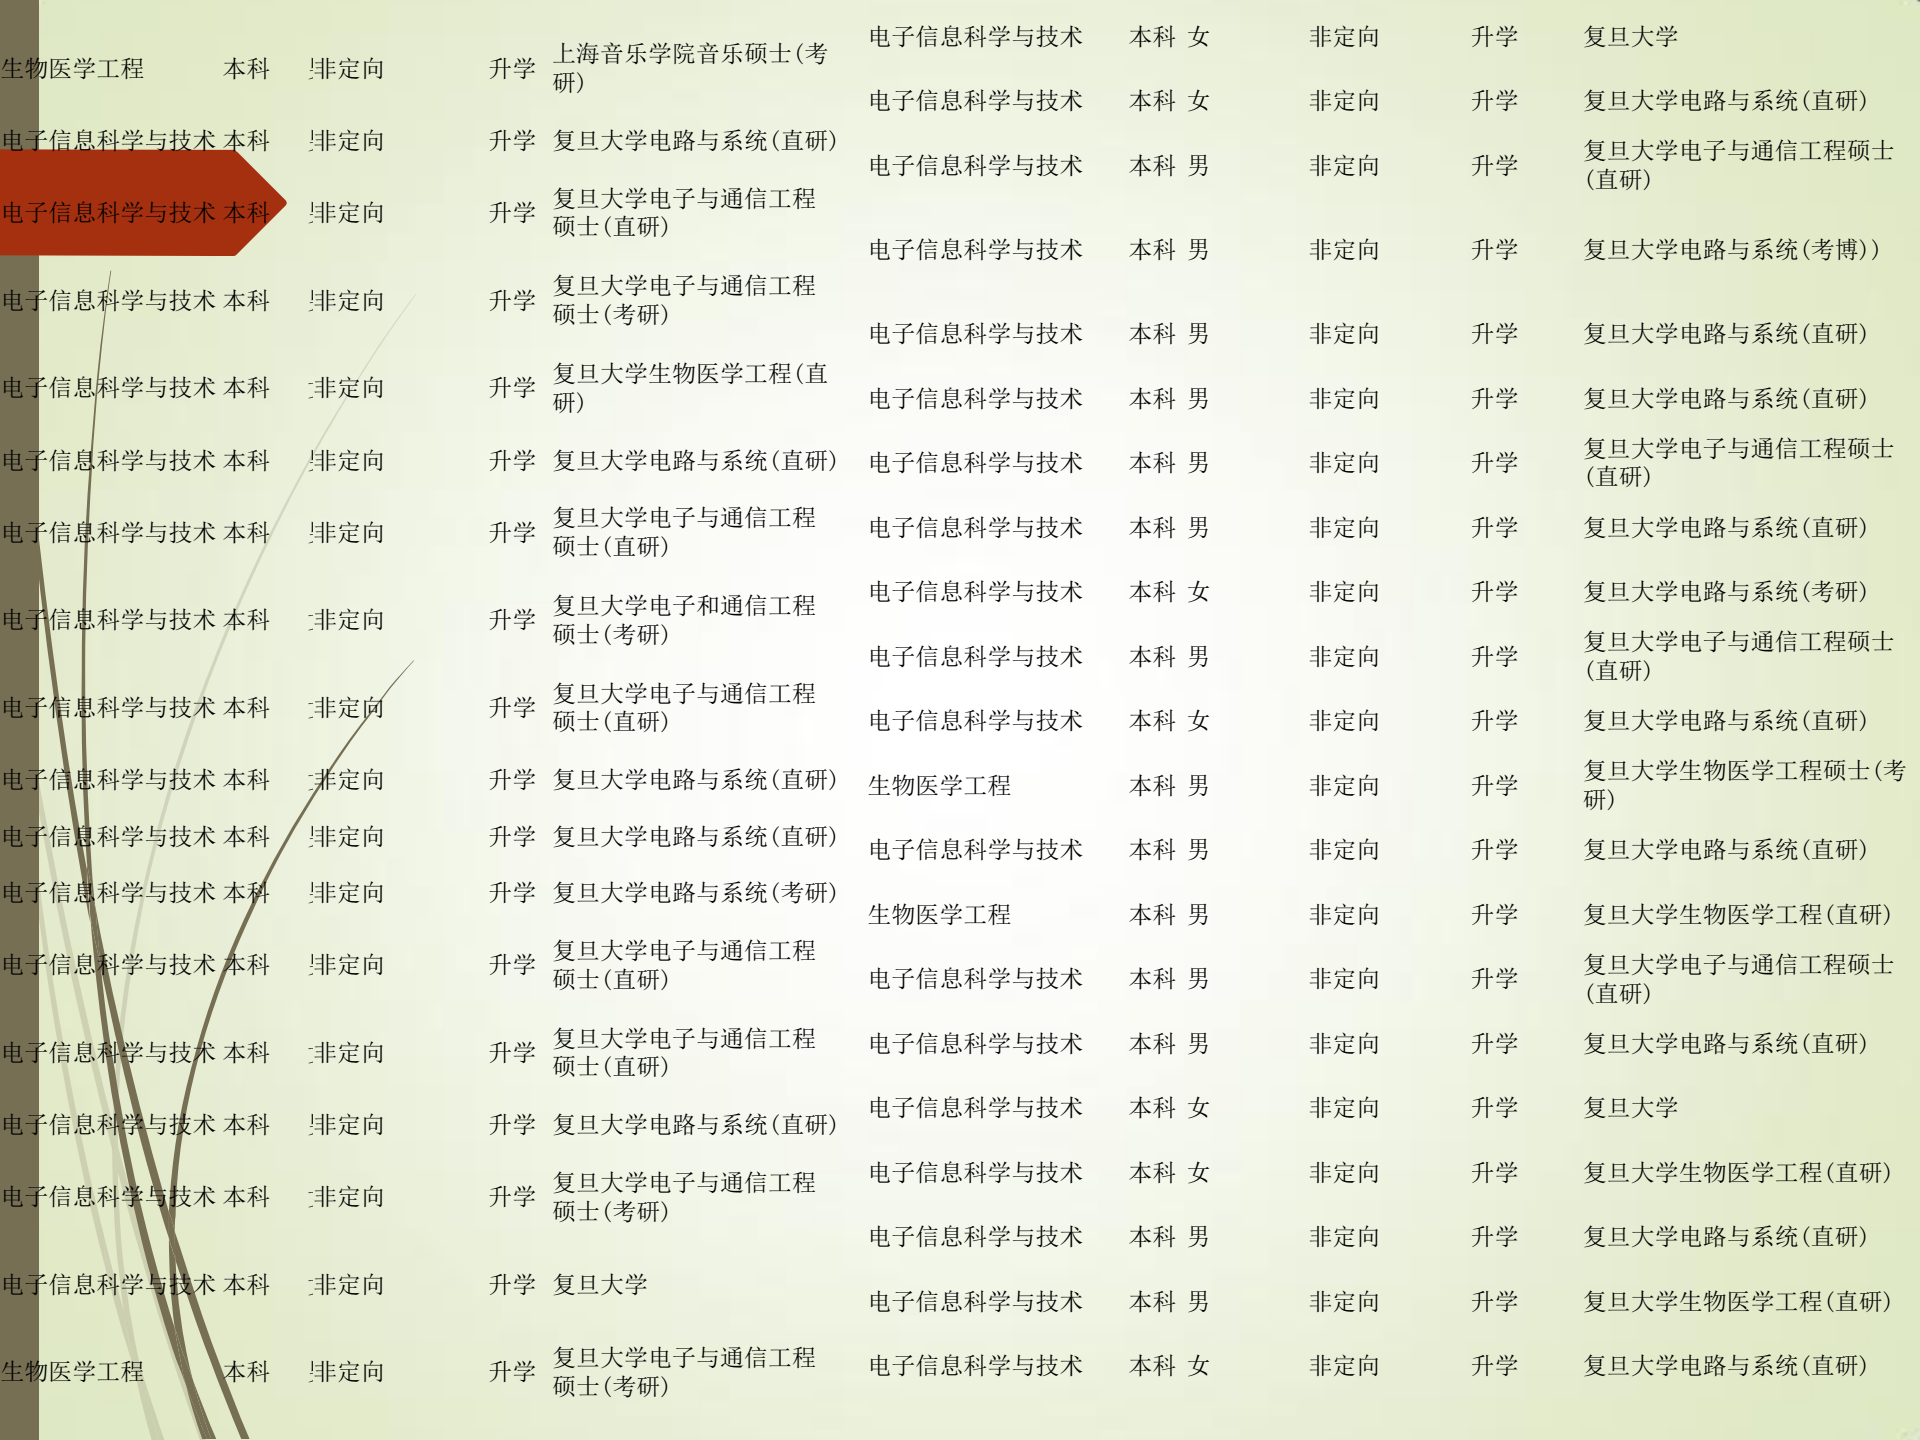 生物医学工程 本科 非定向 升学 上海音乐学院音乐硕士(考
研)
电子信息科学与技术 本科 非定向 升学 复旦大学电路与系统(直研)
电子信息科学与技术 本科 非定向 升学 复旦大学电子与通信工程
硕士(直研)
电子信息科学与技术 本科 非定向 升学 复旦大学电子与通信工程
硕士(考研)
电子信息科学与技术 本科 非定向 升学 复旦大学生物医学工程(直
研)
电子信息科学与技术 本科 非定向 升学 复旦大学电路与系统(直研)
电子信息科学与技术 本科 非定向 升学 复旦大学电子与通信工程
硕士(直研)
电子信息科学与技术 本科 非定向 升学 复旦大学电子和通信工程
硕士(考研)
电子信息科学与技术 本科 非定向 升学 复旦大学电子与通信工程
硕士(直研)
电子信息科学与技术 本科 非定向 升学 复旦大学电路与系统(直研)
电子信息科学与技术 本科 非定向 升学 复旦大学电路与系统(直研)
电子信息科学与技术 本科 非定向 升学 复旦大学电路与系统(考研)
电子信息科学与技术 本科 非定向 升学 复旦大学电子与通信工程
硕士(直研)
电子信息科学与技术 本科 非定向 升学 复旦大学电子与通信工程
硕士(直研)
电子信息科学与技术 本科 非定向 升学 复旦大学电路与系统(直研)
电子信息科学与技术 本科 非定向 升学 复旦大学电子与通信工程
硕士(考研)
电子信息科学与技术 本科 非定向 升学 复旦大学
生物医学工程 本科 非定向 升学 复旦大学电子与通信工程
硕士(考研)
电子信息科学与技术 本科 女 非定向 升学 复旦大学
电子信息科学与技术 本科 女 非定向 升学 复旦大学电路与系统(直研)
电子信息科学与技术 本科 男 非定向 升学 复旦大学电子与通信工程硕士
(直研)
电子信息科学与技术 本科 男 非定向 升学 复旦大学电路与系统(考博))
电子信息科学与技术 本科 男 非定向 升学 复旦大学电路与系统(直研)
电子信息科学与技术 本科 男 非定向 升学 复旦大学电路与系统(直研)
电子信息科学与技术 本科 男 非定向 升学 复旦大学电子与通信工程硕士
(直研)
电子信息科学与技术 本科 男 非定向 升学 复旦大学电路与系统(直研)
电子信息科学与技术 本科 女 非定向 升学 复旦大学电路与系统(考研)
电子信息科学与技术 本科 男 非定向 升学 复旦大学电子与通信工程硕士
(直研)
电子信息科学与技术 本科 女 非定向 升学 复旦大学电路与系统(直研)
生物医学工程 本科 男 非定向 升学 复旦大学生物医学工程硕士(考
研)
电子信息科学与技术 本科 男 非定向 升学 复旦大学电路与系统(直研)
生物医学工程 本科 男 非定向 升学 复旦大学生物医学工程(直研)
电子信息科学与技术 本科 男 非定向 升学 复旦大学电子与通信工程硕士
(直研)
电子信息科学与技术 本科 男 非定向 升学 复旦大学电路与系统(直研)
电子信息科学与技术 本科 女 非定向 升学 复旦大学
电子信息科学与技术 本科 女 非定向 升学 复旦大学生物医学工程(直研)
电子信息科学与技术 本科 男 非定向 升学 复旦大学电路与系统(直研)
电子信息科学与技术 本科 男 非定向 升学 复旦大学生物医学工程(直研)
电子信息科学与技术 本科 女 非定向 升学 复旦大学电路与系统(直研)